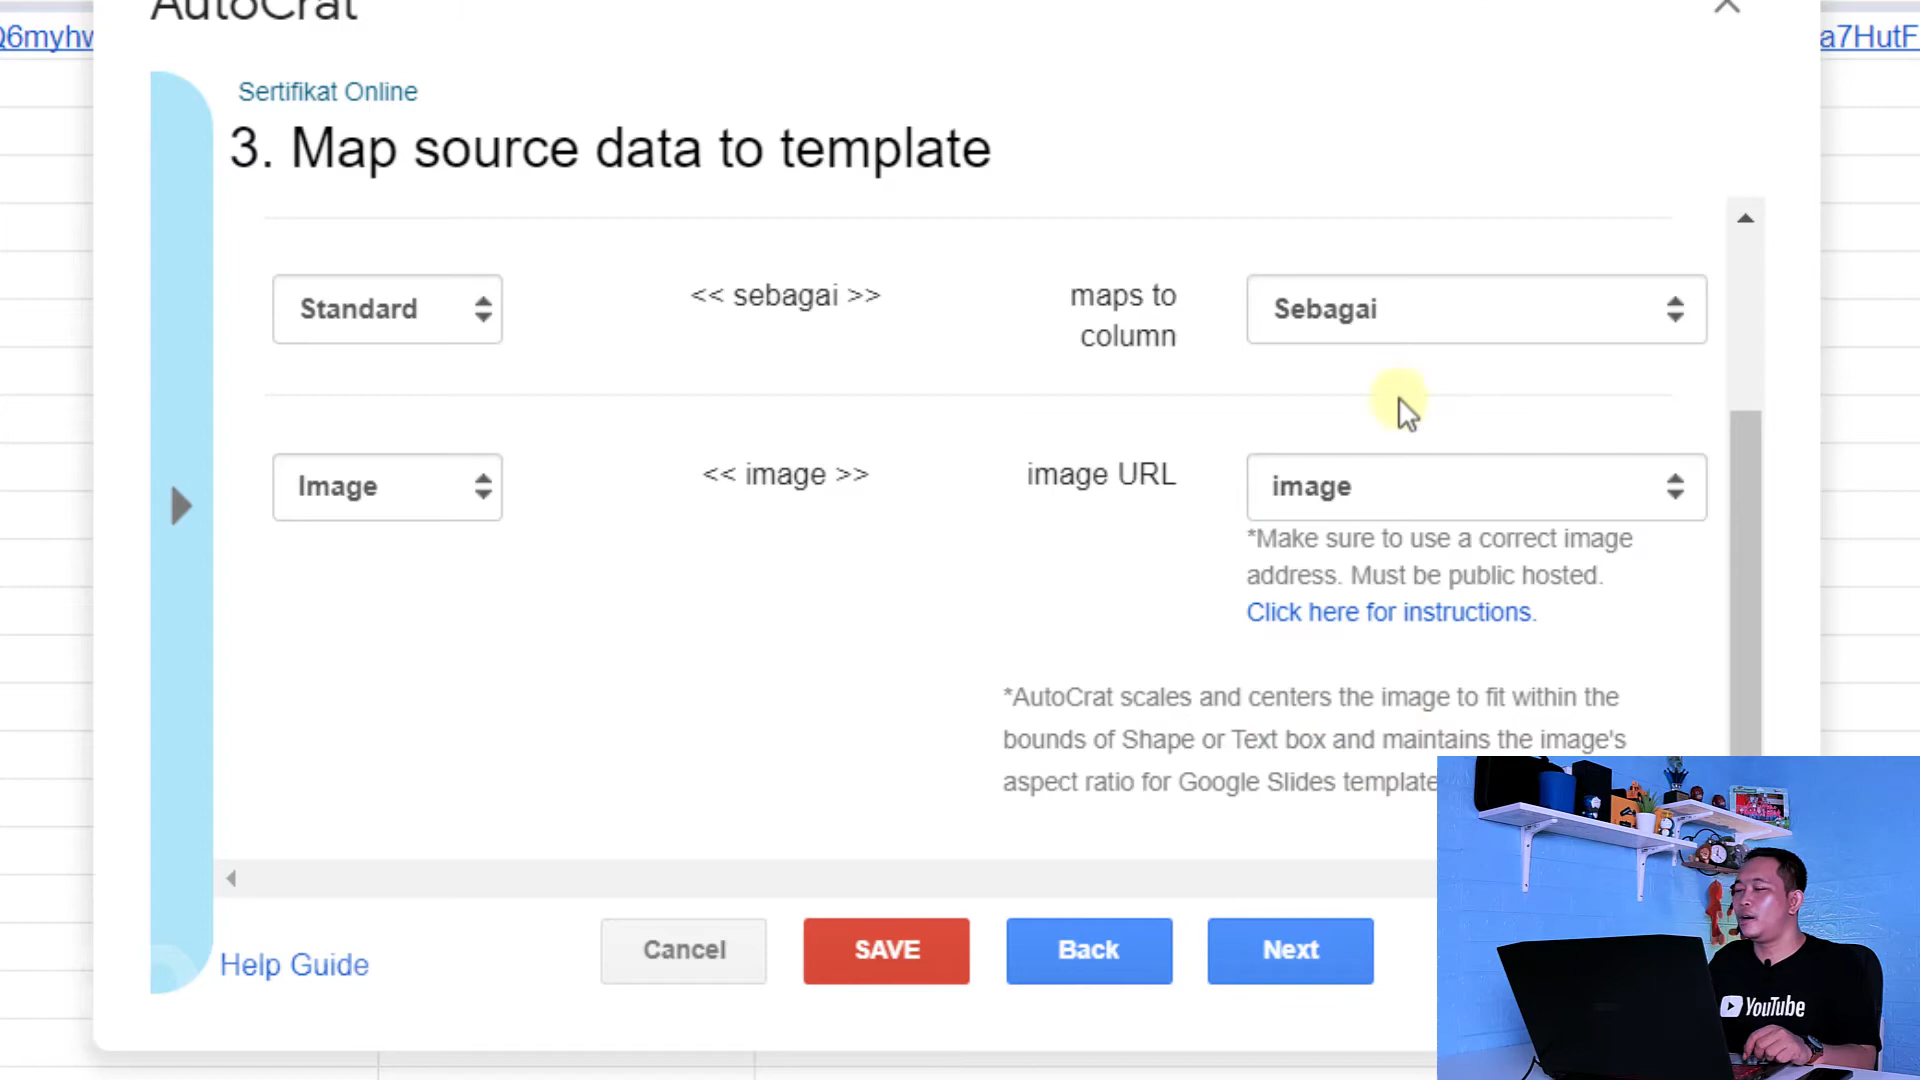 AutoCrat
Q6myhw
a7HutF
Sertifikat Online
3. Map source data to template
Standard
<< sebagai >>
maps to
column
Sebagai
Image
<< image >>
image URL
image
*Make sure to use a correct image
address. Must be public hosted.
Click here for instructions.
*AutoCrat scales and centers the image to fit within the
bounds of Shape or Text box and maintains the image's
aspect ratio for Google Slides template
Help Guide
Cancel
SAVE
Back
Next
YouTube